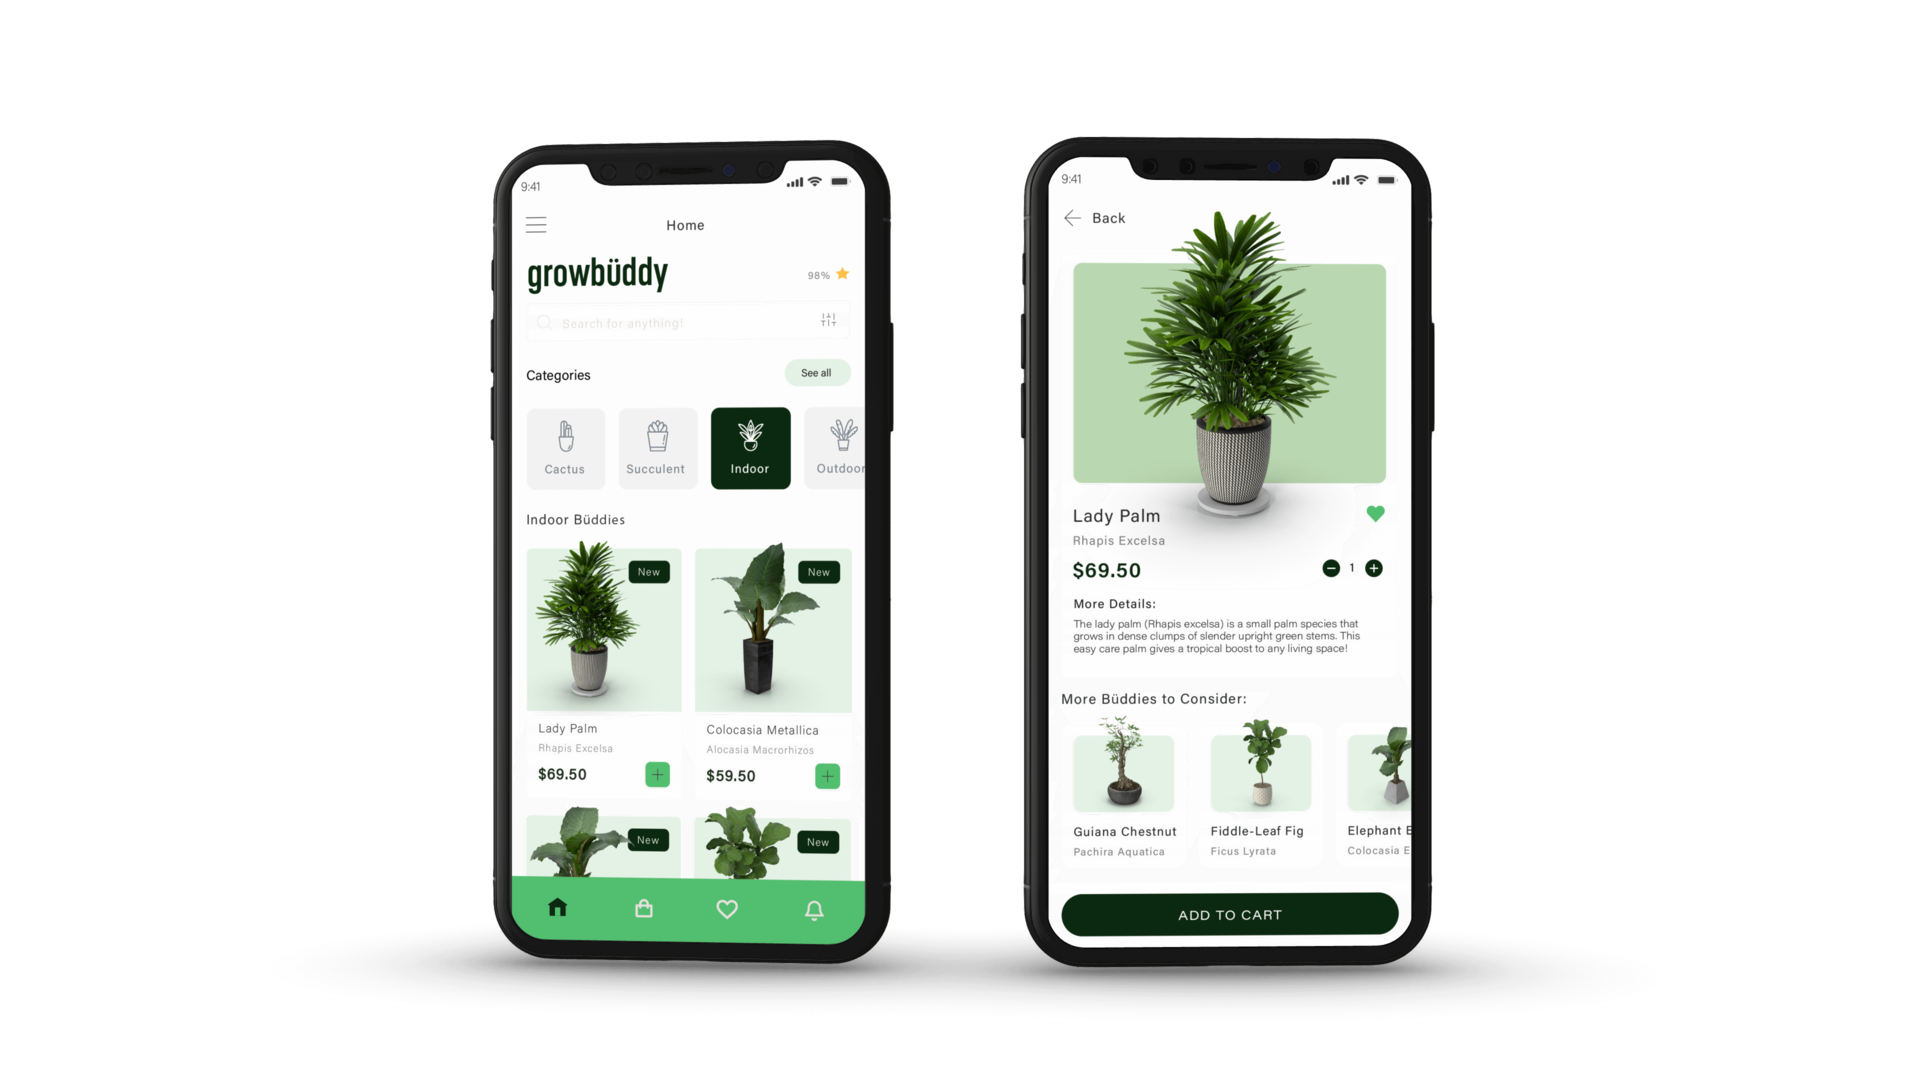 9:41
Home
growbüddy
98%
Search for anything!
Categories
See all
Cactus
Succulent
Indoor
Outdoor
Indoor Büddies
New
New
Lady Palm
Rhapis Excelsa
$69.50
Colocasia Metallica
Alocasia Macrorhizos
$59.50
New
New
9:41
Back
Lady Palm
Rhapis Excelsa
$69.50
1
More Details:
The lady palm (Rhapis excelsa) is a small palm species that
grows in dense clumps of slender upright green stems. This
easy care palm gives a tropical boost to any living space!
More Büddies to Consider:
Guiana Chestnut
Pachira Aquatica
Fiddle-Leaf Fig
Ficus Lyrata
Elephant E
Colocasia E
ADD TO CART